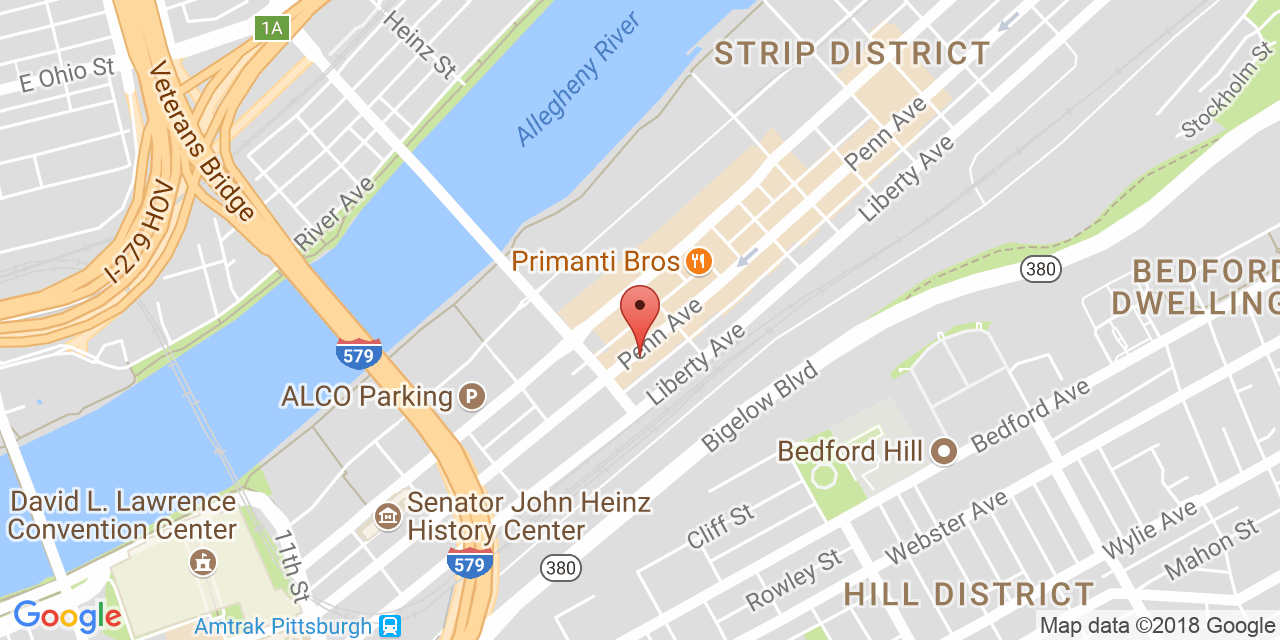 1A
Heinz St
STRIP DISTRICT
E Ohio St
Veterans Bridge
Allegheny River
Stockholm St
Penn Ave
Liberty Ave
River Ave
I-279 HOV
Primanti Bros
380
BEDFORD
DWELLING
579
Penn Ave
Liberty Ave
ALCO Parking
Bigelow Blvd
Bedford Ave
Bedford Hill
David L. Lawrence
Convention Center
Senator John Heinz
History Center
11th St
Cliff St
Webster Ave
Wylie Ave
Mahon St
579
380
Rowley St
HILL DISTRICT
Google
Amtrak Pittsburgh
Map data ©2018 Google